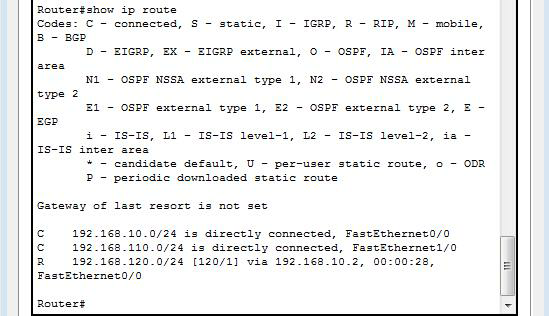 Router#show ip route
Codes: C - connected, S - static, I - IGRP, R - RIP, M - mobile,
B - BGP
D - EIGRP, EX - EIGRP external, O - OSPF, IA - OSPF inter
area
N1 - OSPF NSSA external type 1, N2 - OSPF NSSA external
type 2
E1 - OSPF external type 1, E2 - OSPF external type 2, E -
EGP
i - IS-IS, L1 - IS-IS level-1, L2 - IS-IS level-2, ia -
IS-IS inter area
* - candidate default, U - per-user static route, o - ODR
P - periodic downloaded static route
Gateway of last resort is not set
C 192.168.10.0/24 is directly connected, FastEthernet0/0
C 192.168.110.0/24 is directly connected, FastEthernet1/0
R 192.168.120.0/24 [120/1] via 192.168.10.2, 00:00:28,
FastEthernet0/0
Router#